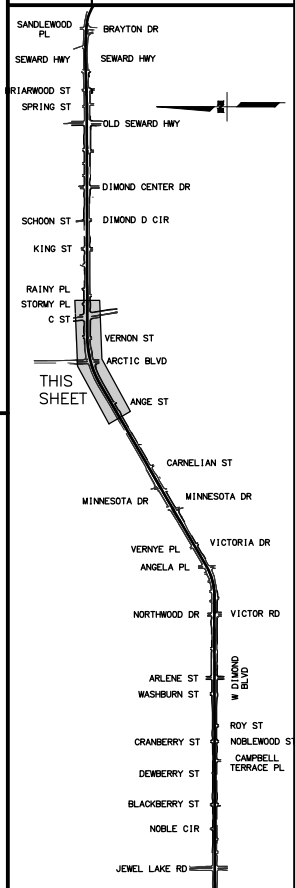 SANDLEWOOD
PL
BRAYTON DR
SEWARD HWY
SEWARD HWY
BRIARWOOD ST
SPRING ST
OLD SEWARD HWY
DIMOND CENTER DR
SCHOON ST
DIMOND D CIR
KING ST
RAINY PL
STORMY PL
C ST
VERNON ST
ARCTIC BLVD
THIS
SHEET
ANGE ST
CARNELIAN ST
MINNESOTA DR
MINNESOTA DR
VICTORIA DR
VERNYE PL
ANGELA PL
NORTHWOOD DR
VICTOR RD
ARLENE ST
W DIMOND
BLVD
WASHBURN ST
ROY ST
CRANBERRY ST
NOBLEWOOD ST
CAMPBELL
TERRACE PL
DEWBERRY ST
BLACKBERRY ST
NOBLE CIR
JEWEL LAKE RD